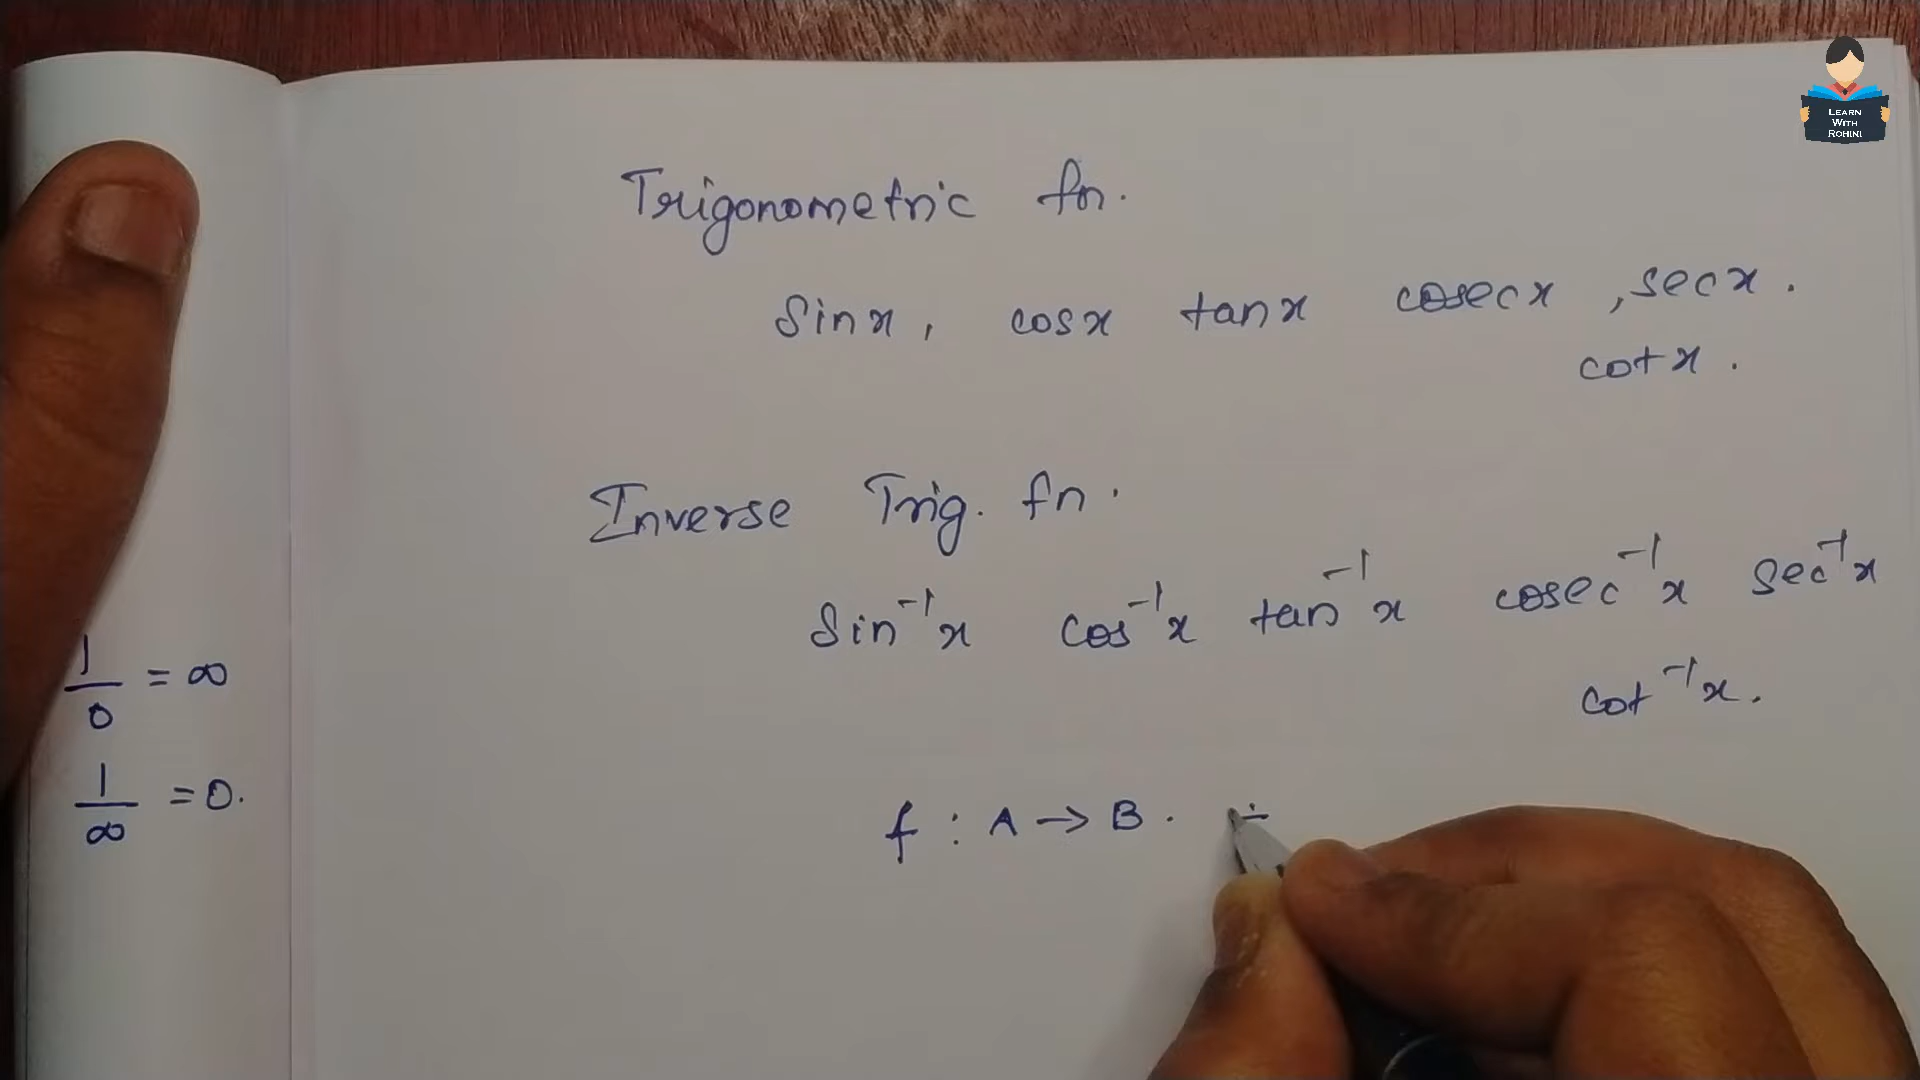 LEARN
WITH
ROHINI
Trigonometric fn.
Sin x, cos x tan x cosec x, sec x.
cot x.
Inverse Trig. fn.
Sin⁻¹x cos⁻¹x tan⁻¹x cosec⁻¹x Sec⁻¹x
Cot⁻¹x.
1/0 = ∞
1/∞ = 0.
f : A → B.